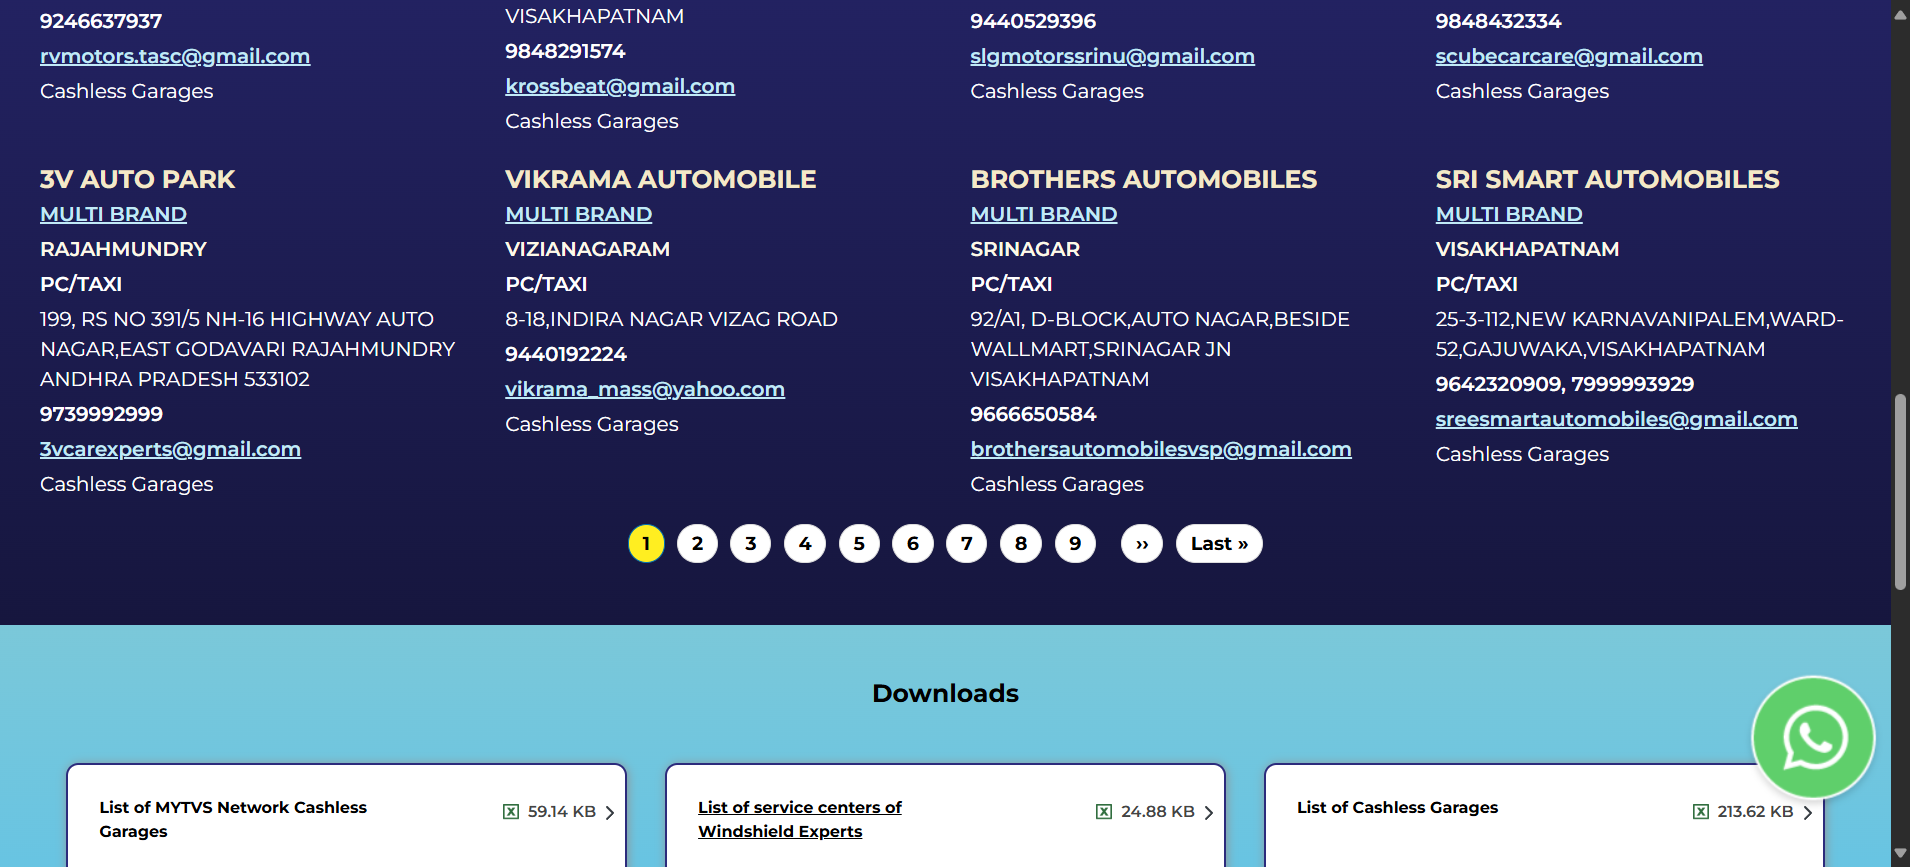 9246637937
rvmotors.tasc@gmail.com
Cashless Garages
VISAKHAPATNAM
9848291574
krossbeat@gmail.com
Cashless Garages
9440529396
slgmotorssrinu@gmail.com
Cashless Garages
9848432334
scubecarcare@gmail.com
Cashless Garages
3V AUTO PARK
MULTI BRAND
RAJAHMUNDRY
PC/TAXI
199, RS NO 391/5 NH-16 HIGHWAY AUTO
NAGAR,EAST GODAVARI RAJAHMUNDRY
ANDHRA PRADESH 533102
9739992999
3vcarexperts@gmail.com
Cashless Garages
VIKRAMA AUTOMOBILE
MULTI BRAND
VIZIANAGARAM
PC/TAXI
8-18,INDIRA NAGAR VIZAG ROAD
9440192224
vikrama_mass@yahoo.com
Cashless Garages
BROTHERS AUTOMOBILES
MULTI BRAND
SRINAGAR
PC/TAXI
92/A1, D-BLOCK,AUTO NAGAR,BESIDE
WALLMART,SRINAGAR JN
VISAKHAPATNAM
9666650584
brothersautomobilesvsp@gmail.com
Cashless Garages
SRI SMART AUTOMOBILES
MULTI BRAND
VISAKHAPATNAM
PC/TAXI
25-3-112,NEW KARNAVANIPALEM,WARD-
52,GAJUWAKA,VISAKHAPATNAM
9642320909, 7999993929
sreesmartautomobiles@gmail.com
Cashless Garages
1 2 3 4 5 6 7 8 9 ›› Last »
Downloads
List of MYTVS Network Cashless
Garages
59.14 KB
List of service centers of
Windshield Experts
24.88 KB
List of Cashless Garages
213.62 KB